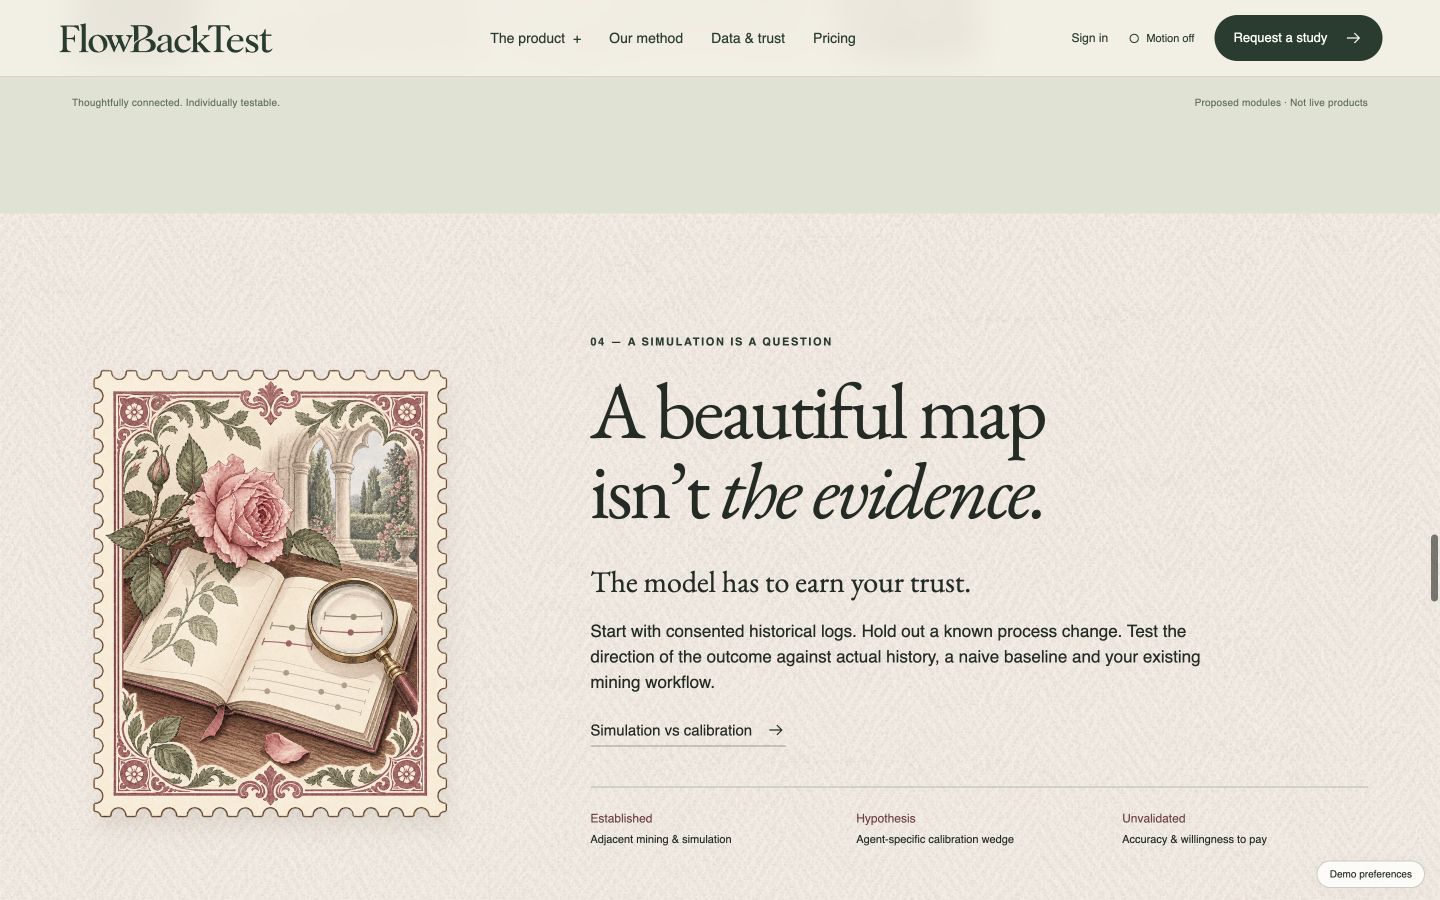 FlowBackTest
The product +
Our method
Data & trust
Pricing
Sign in
Motion off
Request a study →
Thoughtfully connected. Individually testable.
Proposed modules · Not live products
04 — A SIMULATION IS A QUESTION
A beautiful map
isn’t the evidence.
The model has to earn your trust.
Start with consented historical logs. Hold out a known process change. Test the
direction of the outcome against actual history, a naive baseline and your existing
mining workflow.
Simulation vs calibration →
Established
Adjacent mining & simulation
Hypothesis
Agent-specific calibration wedge
Unvalidated
Accuracy & willingness to pay
Demo preferences